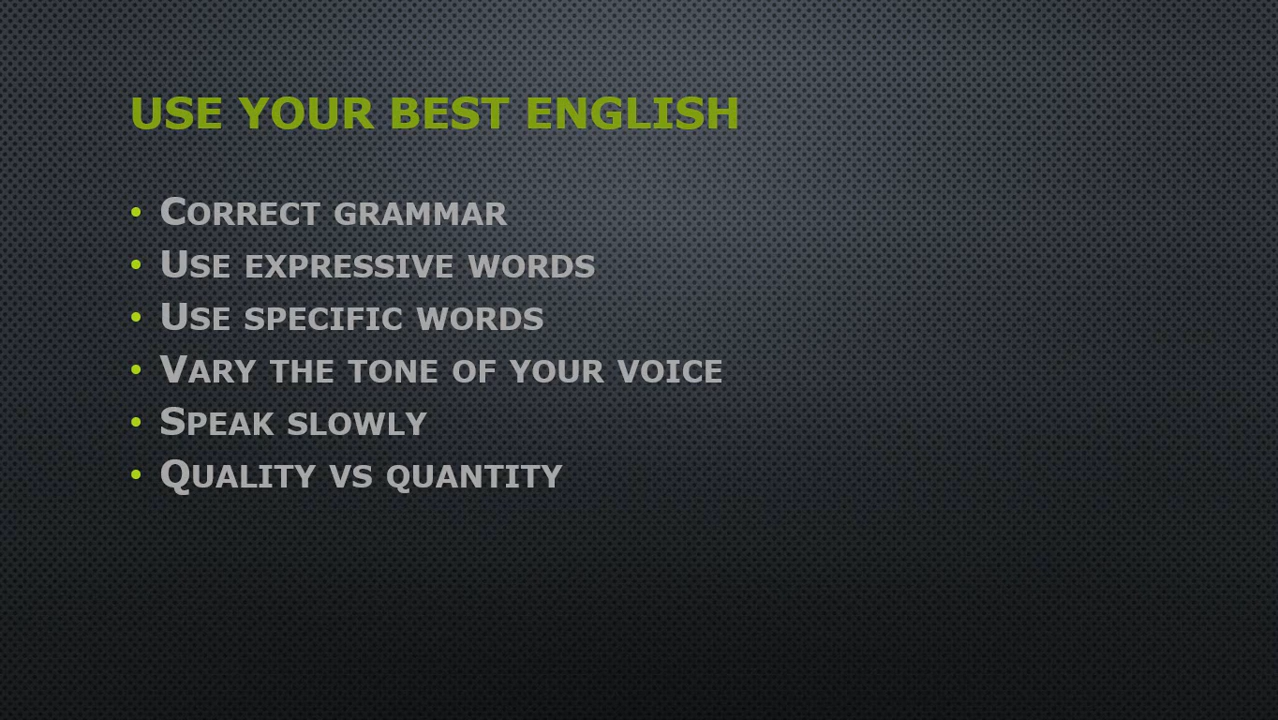 USE YOUR BEST ENGLISH
• CORRECT GRAMMAR
• USE EXPRESSIVE WORDS
• USE SPECIFIC WORDS
• VARY THE TONE OF YOUR VOICE
• SPEAK SLOWLY
• QUALITY VS QUANTITY